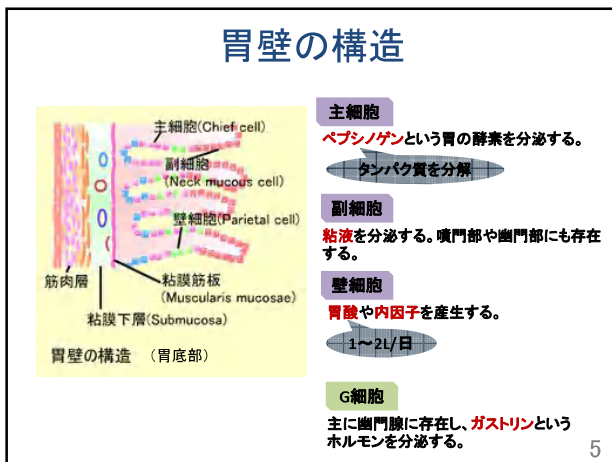 胃壁の構造
主細胞(Chief cell)
副細胞
(Neck mucous cell)
壁細胞(Parietal cell)
筋肉層
粘膜筋板
(Muscularis mucosae)
粘膜下層(Submucosa)
胃壁の構造 (胃底部)
主細胞
ペプシノゲンという胃の酵素を分泌する。
タンパク質を分解
副細胞
粘液を分泌する。噴門部や幽門部にも存在
する。
壁細胞
胃酸や内因子を産生する。
1～2L/日
G細胞
主に幽門腺に存在し、ガストリンという
ホルモンを分泌する。
5